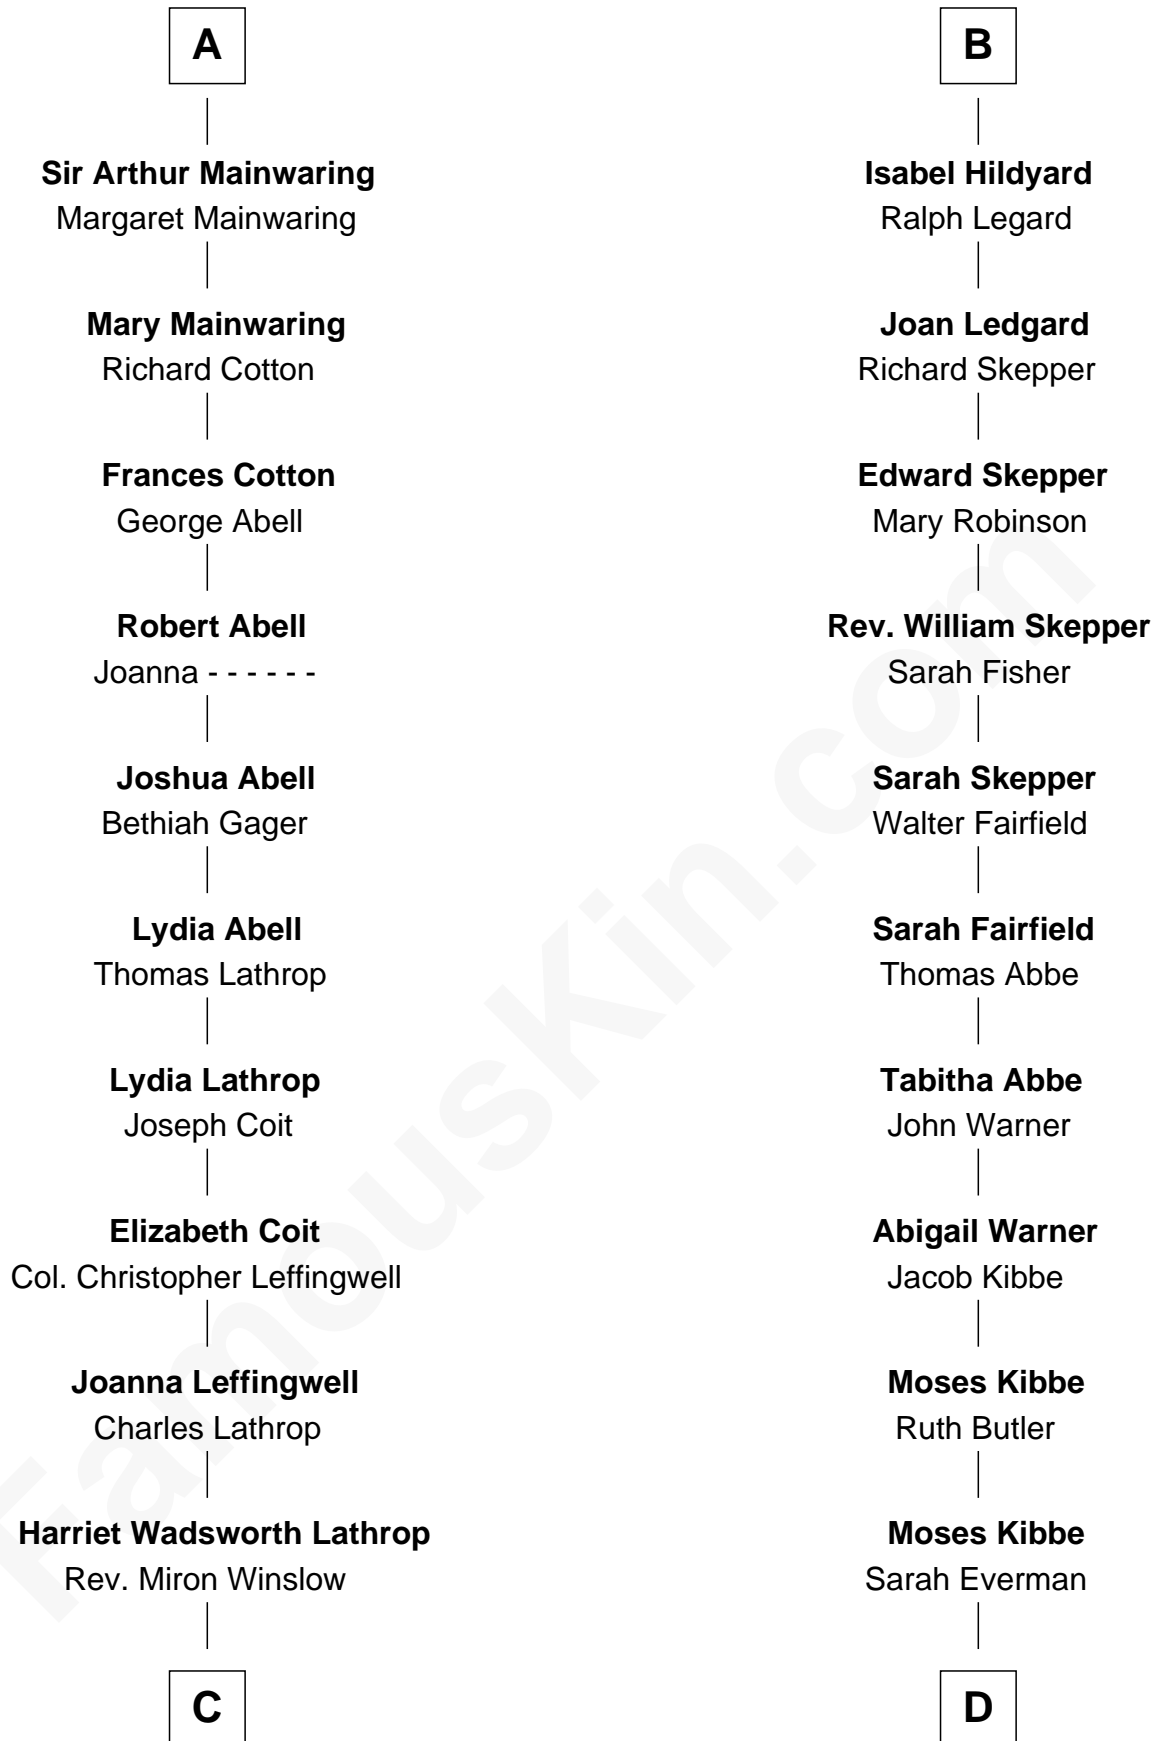 A
Sir Arthur Mainwaring
Margaret Mainwaring
Mary Mainwaring
Richard Cotton
Frances Cotton
George Abell
Robert Abell
Joanna - - - - - -
Joshua Abell
Bethiah Gager
Lydia Abell
Thomas Lathrop
Lydia Lathrop
Joseph Coit
Elizabeth Coit
Col. Christopher Leffingwell
Joanna Leffingwell
Charles Lathrop
Harriet Wadsworth Lathrop
Rev. Miron Winslow
C
B
Isabel Hildyard
Ralph Legard
Joan Ledgard
Richard Skepper
Edward Skepper
Mary Robinson
Rev. William Skepper
Sarah Fisher
Sarah Skepper
Walter Fairfield
Sarah Fairfield
Thomas Abbe
Tabitha Abbe
John Warner
Abigail Warner
Jacob Kibbe
Moses Kibbe
Ruth Butler
Moses Kibbe
Sarah Everman
D
FamousKin.com